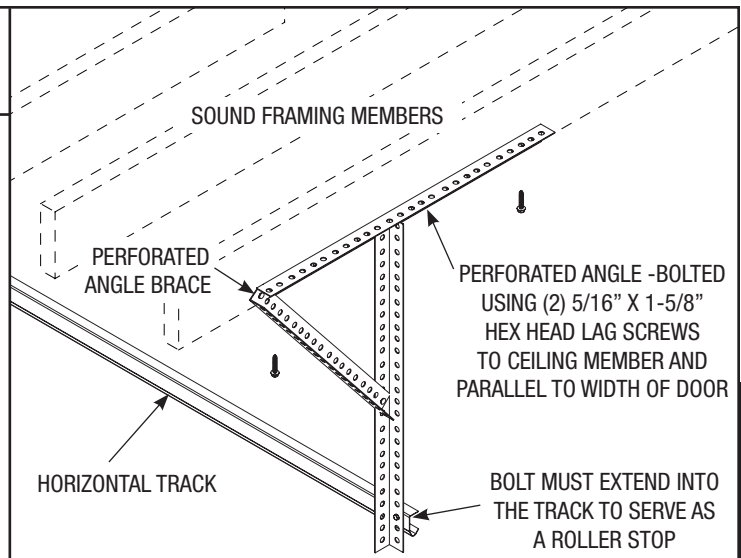 SOUND FRAMING MEMBERS
PERFORATED
ANGLE BRACE
PERFORATED ANGLE -BOLTED
USING (2) 5/16” X 1-5/8”
HEX HEAD LAG SCREWS
TO CEILING MEMBER AND
PARALLEL TO WIDTH OF DOOR
HORIZONTAL TRACK
BOLT MUST EXTEND INTO
THE TRACK TO SERVE AS
A ROLLER STOP